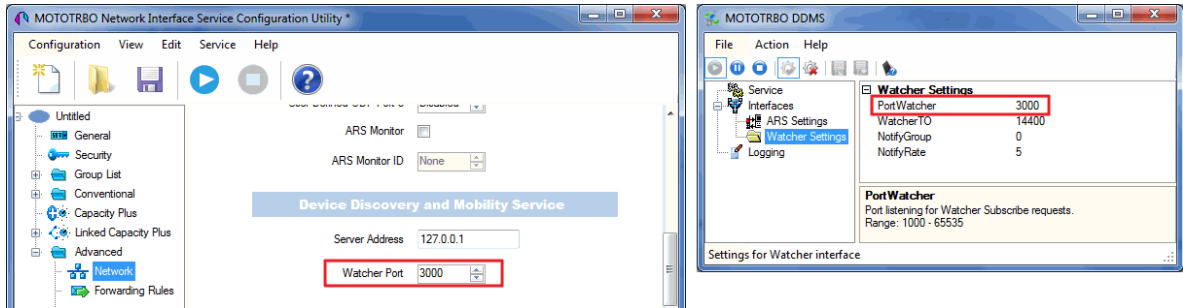 MOTOTRBO Network Interface Service Configuration Utility *
Configuration View Edit Service Help
Untitled
General
Security
Group List
Conventional
Capacity Plus
Linked Capacity Plus
Advanced
Network
Forwarding Rules
ARS Monitor
ARS Monitor ID None
Device Discovery and Mobility Service
Server Address 127.0.0.1
Watcher Port 3000
MOTOTRBO DDMS
File Action Help
Service
Interfaces
ARS Settings
Watcher Settings
Logging
Watcher Settings
PortWatcher 3000
WatcherTO 14400
NotifyGroup 0
NotifyRate 5
PortWatcher
Port listening for Watcher Subscribe requests.
Range: 1000 - 65535
Settings for Watcher interface